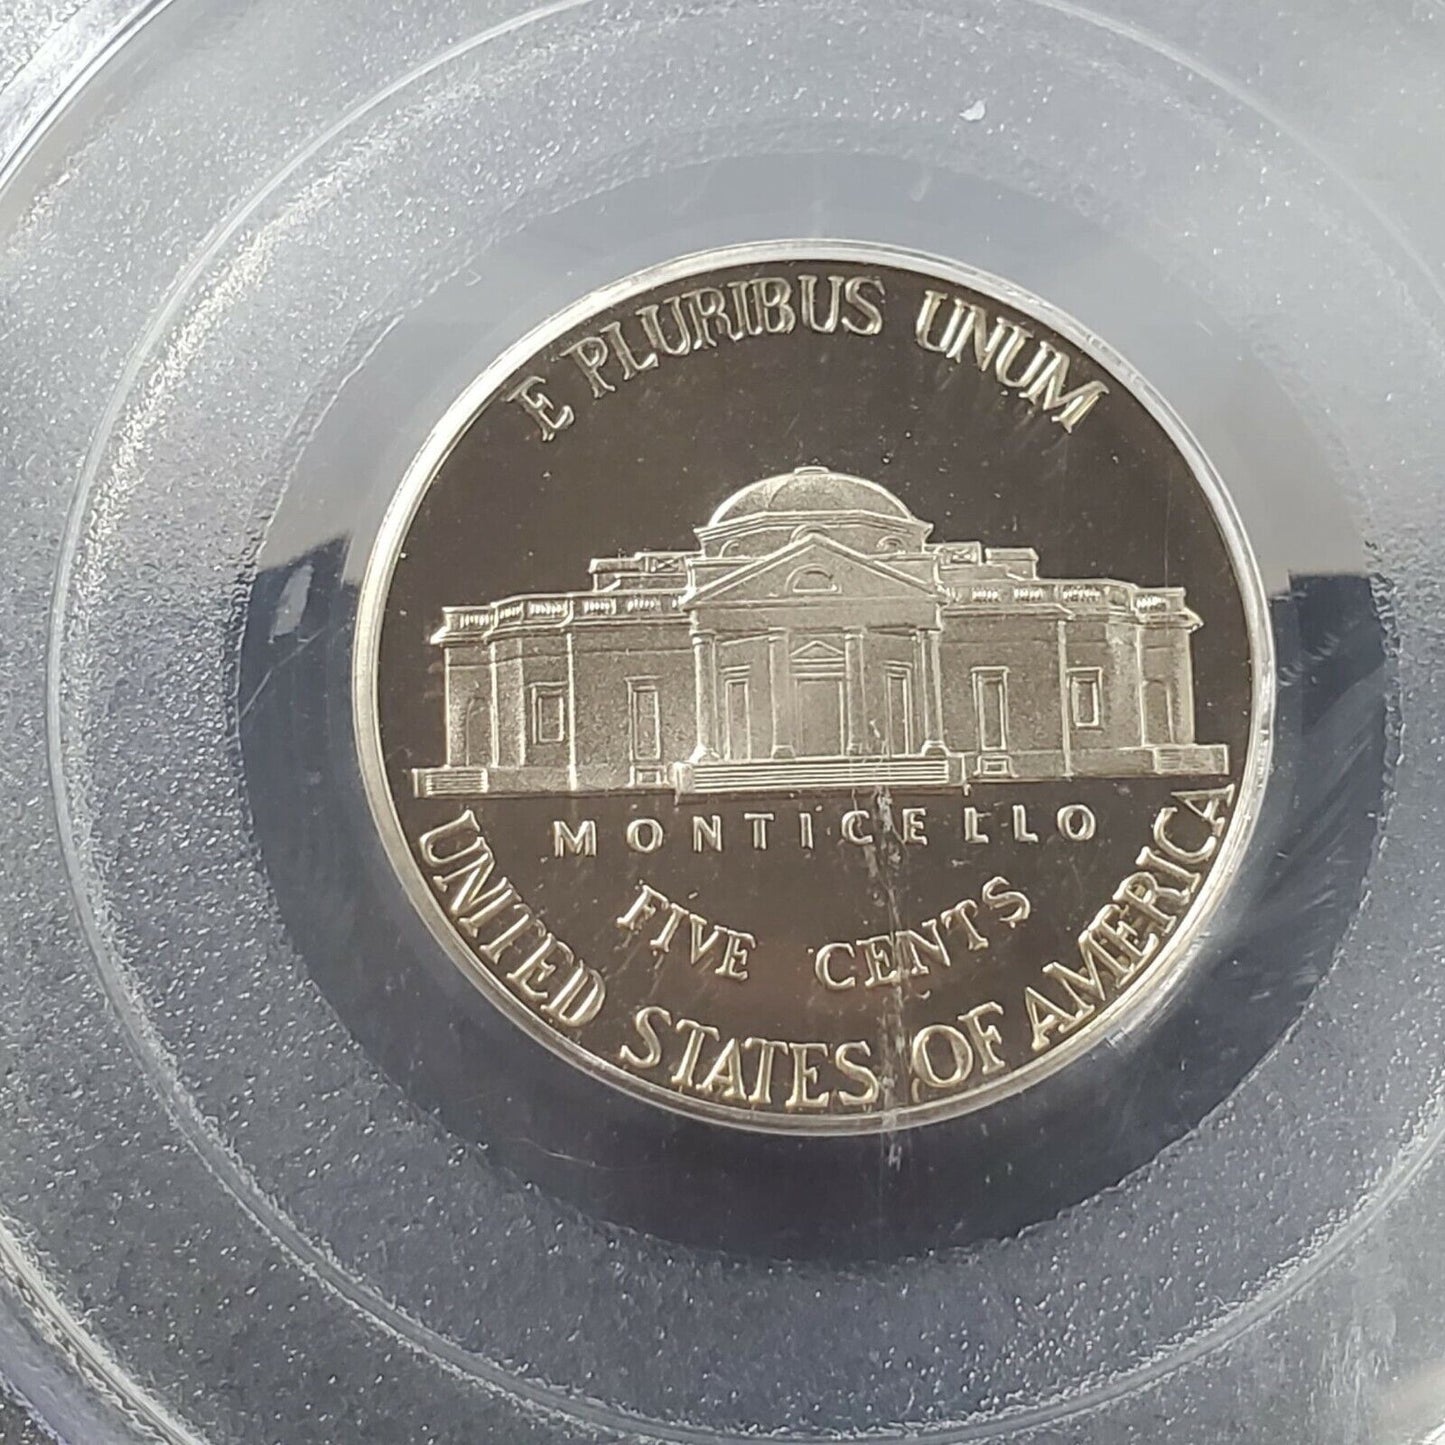 E PLURIBUS UNUM
MONTICELLO
FIVE CENTS
UNITED STATES OF AMERICA